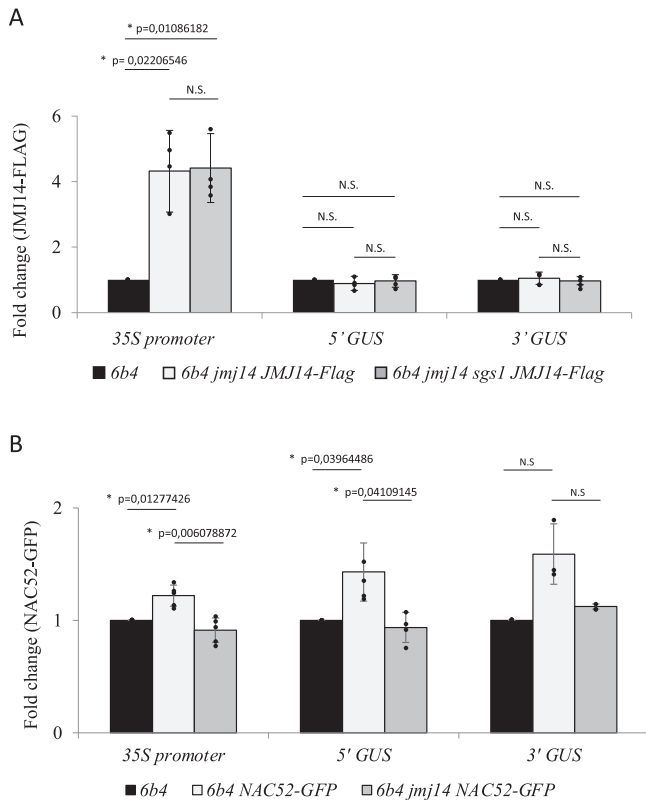 A
* p=0,01086182
* p= 0,02206546
N.S.
Fold change (JMJ14-FLAG)
6
4
2
0
N.S.
N.S.
N.S.
N.S.
N.S.
N.S.
35S promoter
5’ GUS
3’ GUS
6b4
6b4 jmj14 JMJ14-Flag
6b4 jmj14 sgs1 JMJ14-Flag
B
* p=0,01277426
* p=0,006078872
* p=0,03964486
* p=0,04109145
N.S
N.S
Fold change (NAC52-GFP)
2
1
0
35S promoter
5' GUS
3' GUS
6b4
6b4 NAC52-GFP
6b4 jmj14 NAC52-GFP